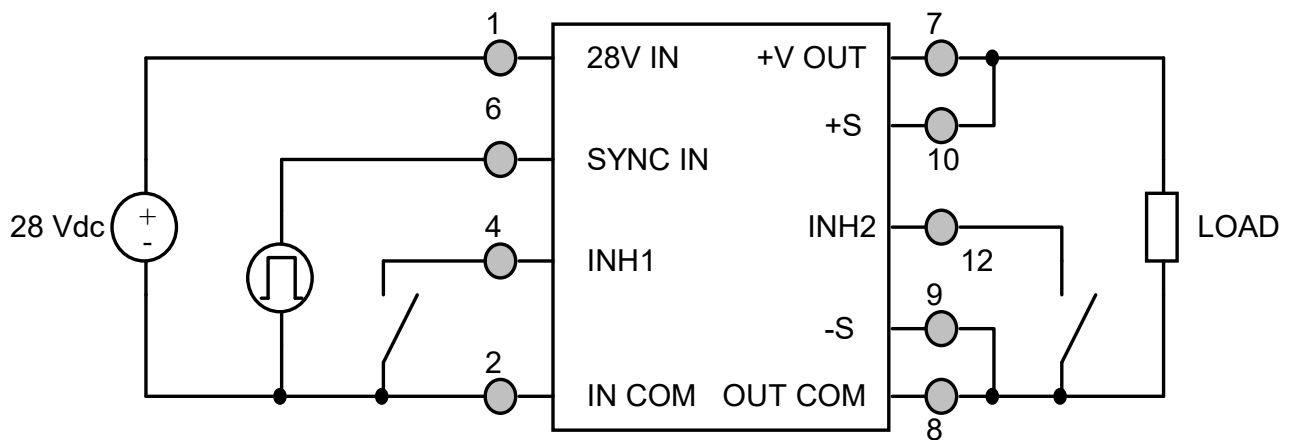 1
7
28V IN
+V OUT
6
+S
10
SYNC IN
28 Vdc
+
-
4
INH1
INH2
12
LOAD
9
-S
2
IN COM
OUT COM
8